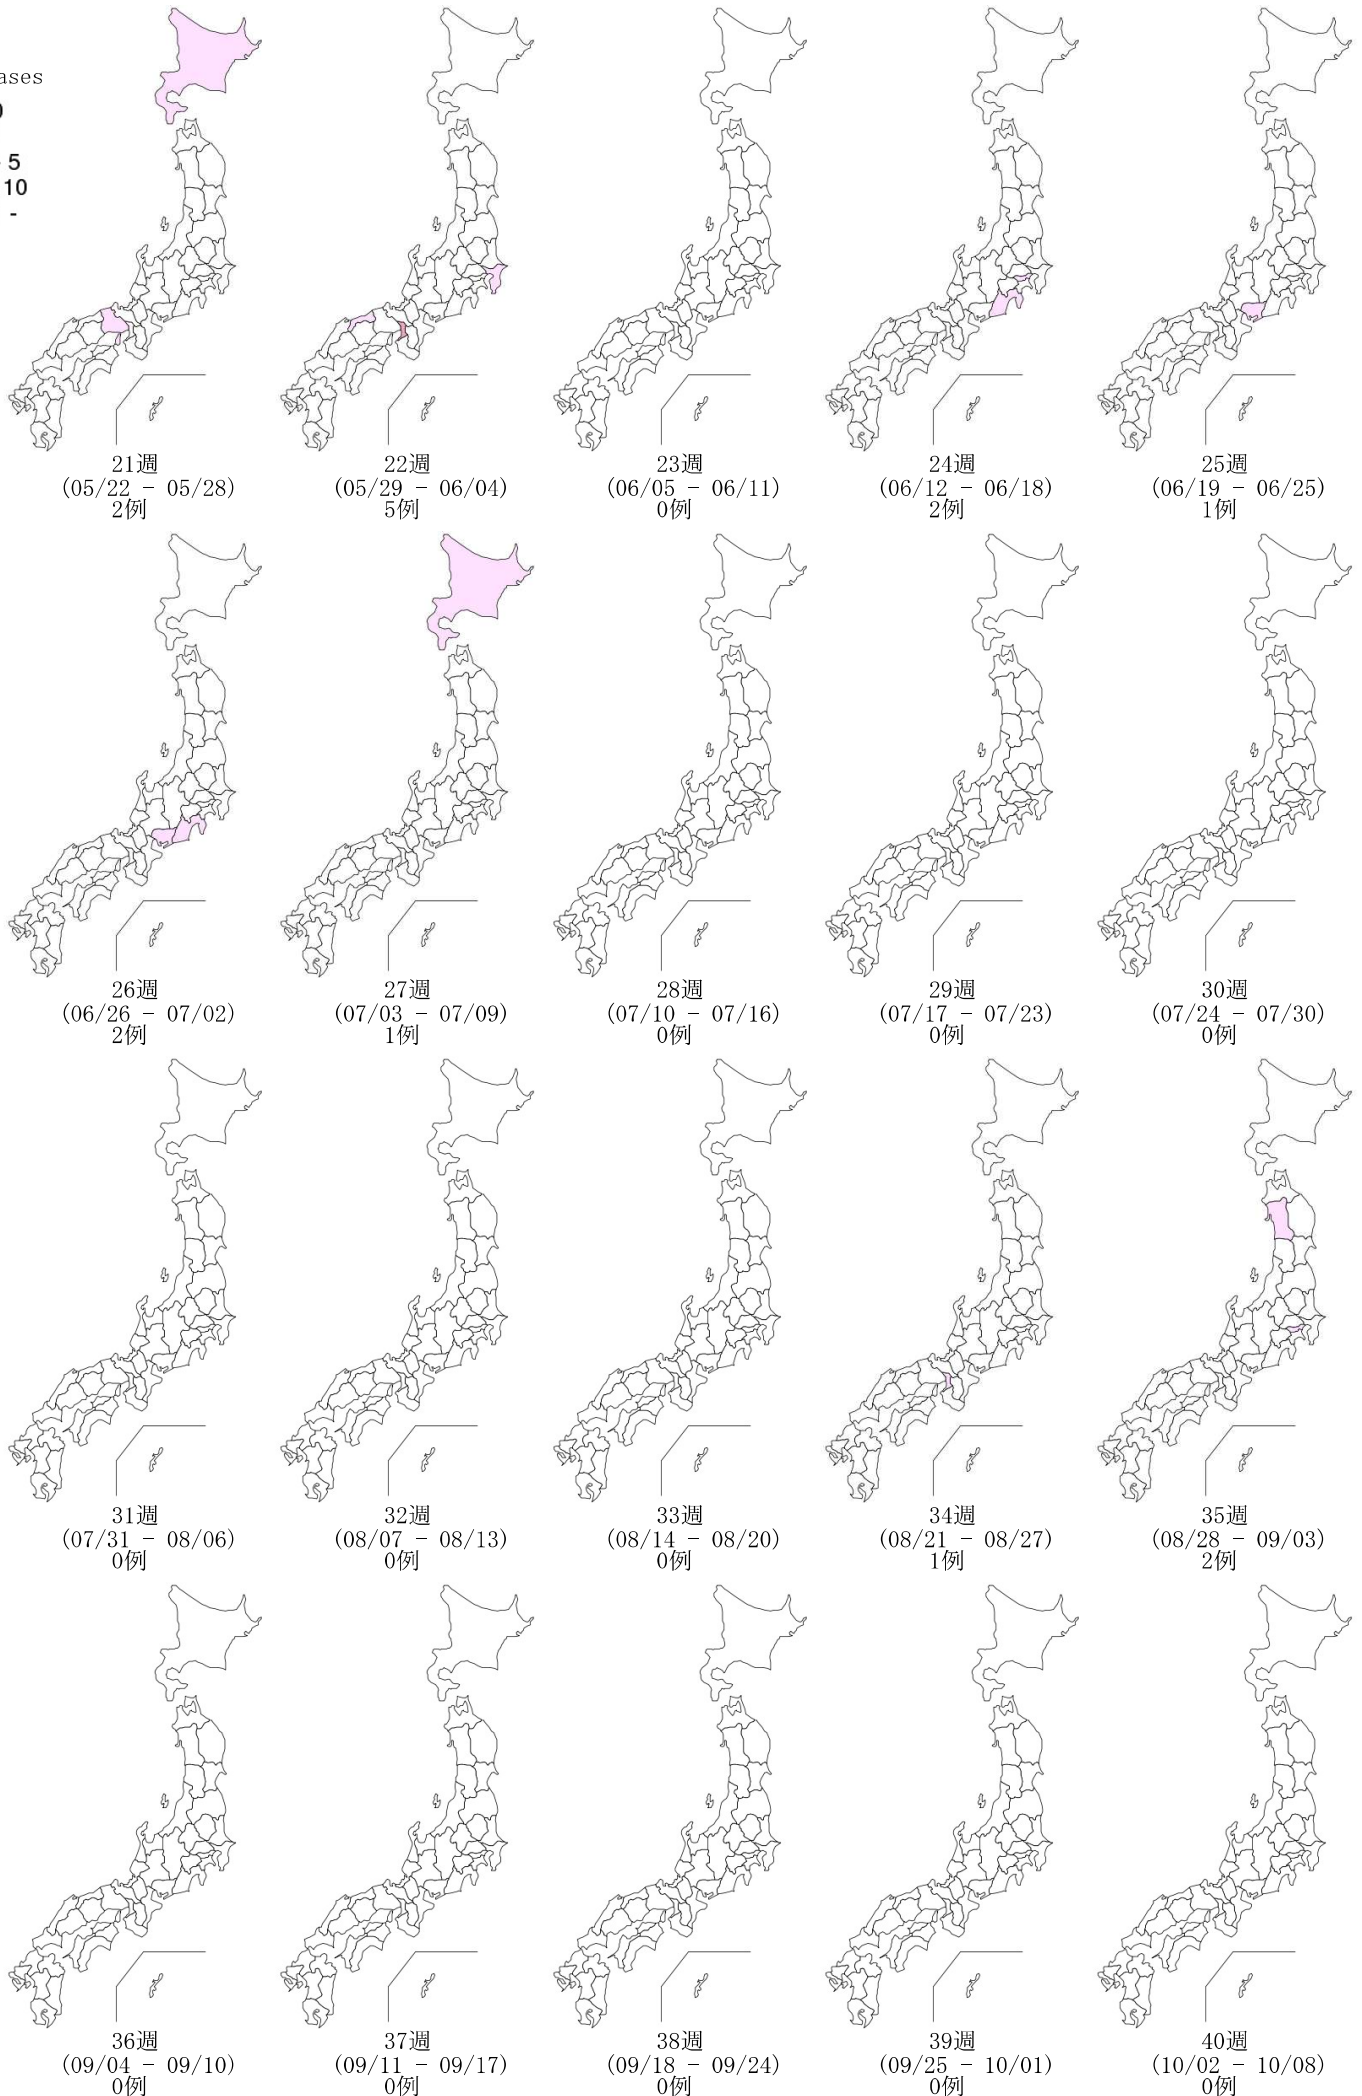 ases
0
5
10
-
21週
(05/22 - 05/28)
2例
22週
(05/29 - 06/04)
5例
23週
(06/05 - 06/11)
0例
24週
(06/12 - 06/18)
2例
25週
(06/19 - 06/25)
1例
26週
(06/26 - 07/02)
2例
27週
(07/03 - 07/09)
1例
28週
(07/10 - 07/16)
0例
29週
(07/17 - 07/23)
0例
30週
(07/24 - 07/30)
0例
31週
(07/31 - 08/06)
0例
32週
(08/07 - 08/13)
0例
33週
(08/14 - 08/20)
0例
34週
(08/21 - 08/27)
1例
35週
(08/28 - 09/03)
2例
36週
(09/04 - 09/10)
0例
37週
(09/11 - 09/17)
0例
38週
(09/18 - 09/24)
0例
39週
(09/25 - 10/01)
0例
40週
(10/02 - 10/08)
0例